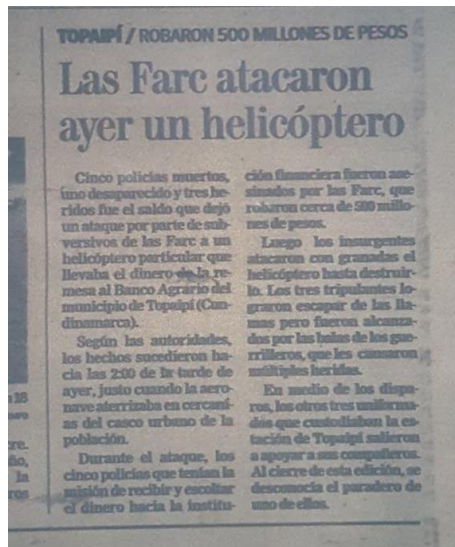 TOPAIPÍ / ROBARON 500 MILLONES DE PESOS
Las Farc atacaron
ayer un helicóptero
Cinco policías muertos,
uno desaparecido y tres he-
ridos fue el saldo que dejó
un ataque por parte de sub-
versivos de las Farc a un
helicóptero particular que
llevaba el dinero de la re-
mesa al Banco Agrario del
municipio de Topaipí (Cun-
dinamarca).
Según las autoridades,
los hechos sucedieron ha-
cia las 2:00 de la tarde de
ayer, justo cuando la aero-
nave aterrizaba en cercaní-
as del casco urbano de la
población.
Durante el ataque, los
cinco policías que tenían la
misión de recibir y escoltar
el dinero hacia la institu-
ción financiera fueron ase-
sinados por las Farc, que
robaron cerca de 500 millo-
nes de pesos.
Luego los insurgentes
atacaron con granadas el
helicóptero hasta destruir-
lo. Los tres tripulantes lo-
graron escapar de las lla-
mas pero fueron alcanza-
dos por las balas de los gue-
rrilleros, que les causaron
múltiples heridas.
En medio de los dispa-
ros, los otros tres uniforma-
dos que custodiaban la es-
tación de Topaipí salieron
a apoyar a sus compañeros.
Al cierre de esta edición, se
desconocía el paradero de
uno de ellos.